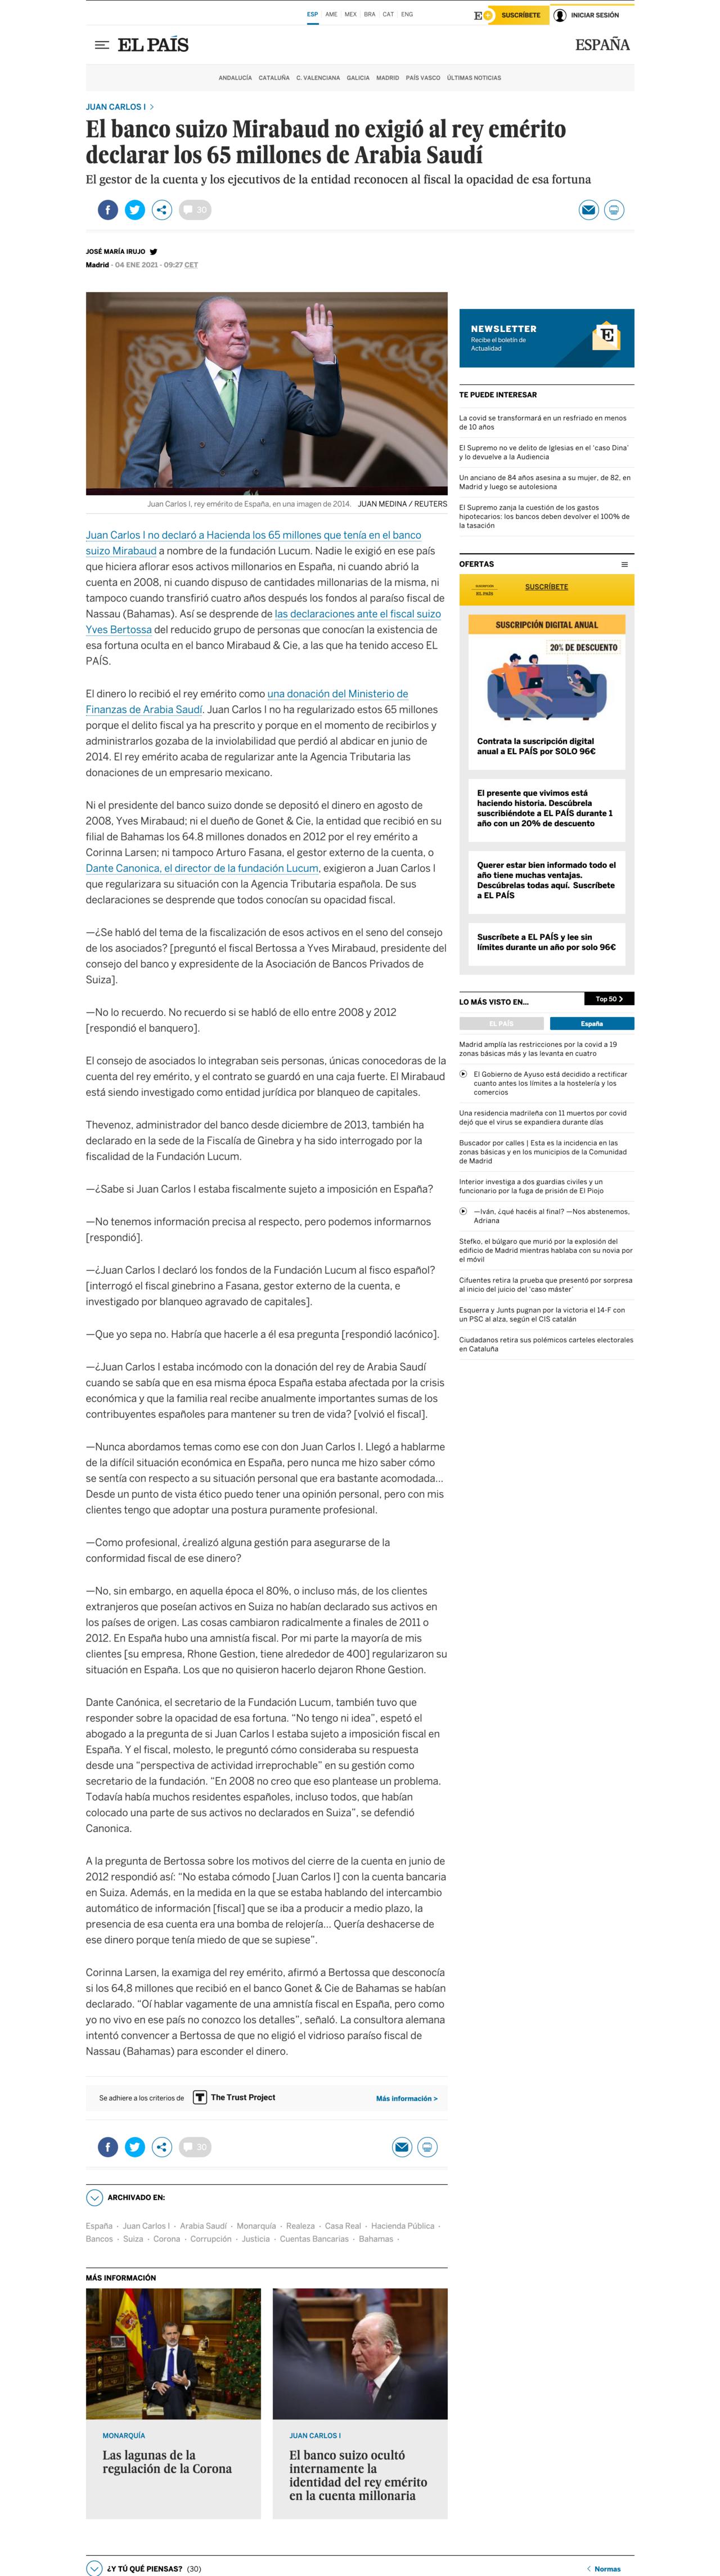 ESP AME MEX BRA CAT ENG
E+ SUSCRÍBETE INICIAR SESIÓN
EL PAÍS
ESPAÑA
ANDALUCÍA CATALUÑA C. VALENCIANA GALICIA MADRID PAÍS VASCO ÚLTIMAS NOTICIAS
JUAN CARLOS I >
El banco suizo Mirabaud no exigió al rey emérito
declarar los 65 millones de Arabia Saudí
El gestor de la cuenta y los ejecutivos de la entidad reconocen al fiscal la opacidad de esa fortuna
30
JOSÉ MARÍA IRUJO
Madrid - 04 ENE 2021 - 09:27 CET
Juan Carlos I, rey emérito de España, en una imagen de 2014. JUAN MEDINA / REUTERS
Juan Carlos I no declaró a Hacienda los 65 millones que tenía en el banco
suizo Mirabaud a nombre de la fundación Lucum. Nadie le exigió en ese país
que hiciera aflorar esos activos millonarios en España, ni cuando abrió la
cuenta en 2008, ni cuando dispuso de cantidades millonarias de la misma, ni
tampoco cuando transfirió cuatro años después los fondos al paraíso fiscal de
Nassau (Bahamas). Así se desprende de las declaraciones ante el fiscal suizo
Yves Bertossa del reducido grupo de personas que conocían la existencia de
esa fortuna oculta en el banco Mirabaud & Cie, a las que ha tenido acceso EL
PAÍS.
El dinero lo recibió el rey emérito como una donación del Ministerio de
Finanzas de Arabia Saudí. Juan Carlos I no ha regularizado estos 65 millones
porque el delito fiscal ya ha prescrito y porque en el momento de recibirlos y
administrarlos gozaba de la inviolabilidad que perdió al abdicar en junio de
2014. El rey emérito acaba de regularizar ante la Agencia Tributaria las
donaciones de un empresario mexicano.
Ni el presidente del banco suizo donde se depositó el dinero en agosto de
2008, Yves Mirabaud; ni el dueño de Gonet & Cie, la entidad que recibió en su
filial de Bahamas los 64.8 millones donados en 2012 por el rey emérito a
Corinna Larsen; ni tampoco Arturo Fasana, el gestor externo de la cuenta, o
Dante Canonica, el director de la fundación Lucum, exigieron a Juan Carlos I
que regularizara su situación con la Agencia Tributaria española. De sus
declaraciones se desprende que todos conocían su opacidad fiscal.
—¿Se habló del tema de la fiscalización de esos activos en el seno del consejo
de los asociados? [preguntó el fiscal Bertossa a Yves Mirabaud, presidente del
consejo del banco y expresidente de la Asociación de Bancos Privados de
Suiza].
—No lo recuerdo. No recuerdo si se habló de ello entre 2008 y 2012
[respondió el banquero].
El consejo de asociados lo integraban seis personas, únicas conocedoras de la
cuenta del rey emérito, y el contrato se guardó en una caja fuerte. El Mirabaud
está siendo investigado como entidad jurídica por blanqueo de capitales.
Thevenoz, administrador del banco desde diciembre de 2013, también ha
declarado en la sede de la Fiscalía de Ginebra y ha sido interrogado por la
fiscalidad de la Fundación Lucum.
—¿Sabe si Juan Carlos I estaba fiscalmente sujeto a imposición en España?
—No tenemos información precisa al respecto, pero podemos informarnos
[respondió].
—¿Juan Carlos I declaró los fondos de la Fundación Lucum al fisco español?
[interrogó el fiscal ginebrino a Fasana, gestor externo de la cuenta, e
investigado por blanqueo agravado de capitales].
—Que yo sepa no. Habría que hacerle a él esa pregunta [respondió lacónico].
—¿Juan Carlos I estaba incómodo con la donación del rey de Arabia Saudí
cuando se sabía que en esa misma época España estaba afectada por la crisis
económica y que la familia real recibe anualmente importantes sumas de los
contribuyentes españoles para mantener su tren de vida? [volvió el fiscal].
—Nunca abordamos temas como ese con don Juan Carlos I. Llegó a hablarme
de la difícil situación económica en España, pero nunca me hizo saber cómo
se sentía con respecto a su situación personal que era bastante acomodada...
Desde un punto de vista ético puedo tener una opinión personal, pero con mis
clientes tengo que adoptar una postura puramente profesional.
—Como profesional, ¿realizó alguna gestión para asegurarse de la
conformidad fiscal de ese dinero?
—No, sin embargo, en aquella época el 80%, o incluso más, de los clientes
extranjeros que poseían activos en Suiza no habían declarado sus activos en
los países de origen. Las cosas cambiaron radicalmente a finales de 2011 o
2012. En España hubo una amnistía fiscal. Por mi parte la mayoría de mis
clientes [su empresa, Rhone Gestion, tiene alrededor de 400] regularizaron su
situación en España. Los que no quisieron hacerlo dejaron Rhone Gestion.
Dante Canónica, el secretario de la Fundación Lucum, también tuvo que
responder sobre la opacidad de esa fortuna. "No tengo ni idea", espetó el
abogado a la pregunta de si Juan Carlos I estaba sujeto a imposición fiscal en
España. Y el fiscal, molesto, le preguntó cómo consideraba su respuesta
desde una "perspectiva de actividad irreprochable" en su gestión como
secretario de la fundación. "En 2008 no creo que eso plantease un problema.
Todavía había muchos residentes españoles, incluso todos, que habían
colocado una parte de sus activos no declarados en Suiza", se defendió
Canonica.
A la pregunta de Bertossa sobre los motivos del cierre de la cuenta en junio de
2012 respondió así: "No estaba cómodo [Juan Carlos I] con la cuenta bancaria
en Suiza. Además, en la medida en la que se estaba hablando del intercambio
automático de información [fiscal] que se iba a producir a medio plazo, la
presencia de esa cuenta era una bomba de relojería... Quería deshacerse de
ese dinero porque tenía miedo de que se supiese".
Corinna Larsen, la examiga del rey emérito, afirmó a Bertossa que desconocía
si los 64,8 millones que recibió en el banco Gonet & Cie de Bahamas se habían
declarado. "Oí hablar vagamente de una amnistía fiscal en España, pero como
yo no vivo en ese país no conozco los detalles", señaló. La consultora alemana
intentó convencer a Bertossa de que no eligió el vidrioso paraíso fiscal de
Nassau (Bahamas) para esconder el dinero.
Se adhiere a los criterios de T The Trust Project Más información >
30
ARCHIVADO EN:
España · Juan Carlos I · Arabia Saudí · Monarquía · Realeza · Casa Real · Hacienda Pública ·
Bancos · Suiza · Corona · Corrupción · Justicia · Cuentas Bancarias · Bahamas ·
MÁS INFORMACIÓN
MONARQUÍA
Las lagunas de la
regulación de la Corona
JUAN CARLOS I
El banco suizo ocultó
internamente la
identidad del rey emérito
en la cuenta millonaria
¿Y TÚ QUÉ PIENSAS? (30)
< Normas
NEWSLETTER
Recibe el boletín de
Actualidad
E
TE PUEDE INTERESAR
La covid se transformará en un resfriado en menos
de 10 años
El Supremo no ve delito de Iglesias en el 'caso Dina'
y lo devuelve a la Audiencia
Un anciano de 84 años asesina a su mujer, de 82, en
Madrid y luego se autolesiona
El Supremo zanja la cuestión de los gastos
hipotecarios: los bancos deben devolver el 100% de
la tasación
OFERTAS
EL PAÍS
SUSCRÍBETE
SUSCRIPCIÓN DIGITAL ANUAL
20% DE DESCUENTO
Contrata la suscripción digital
anual a EL PAÍS por SOLO 96€
El presente que vivimos está
haciendo historia. Descúbrela
suscribiéndote a EL PAÍS durante 1
año con un 20% de descuento
Querer estar bien informado todo el
año tiene muchas ventajas.
Descúbrelas todas aquí. Suscríbete
a EL PAÍS
Suscríbete a EL PAÍS y lee sin
límites durante un año por solo 96€
LO MÁS VISTO EN...
Top 50 >
EL PAÍS
España
Madrid amplía las restricciones por la covid a 19
zonas básicas más y las levanta en cuatro
El Gobierno de Ayuso está decidido a rectificar
cuanto antes los límites a la hostelería y los
comercios
Una residencia madrileña con 11 muertos por covid
dejó que el virus se expandiera durante días
Buscador por calles | Esta es la incidencia en las
zonas básicas y en los municipios de la Comunidad
de Madrid
Interior investiga a dos guardias civiles y un
funcionario por la fuga de prisión de El Piojo
—Iván, ¿qué hacéis al final? —Nos abstenemos,
Adriana
Stefko, el búlgaro que murió por la explosión del
edificio de Madrid mientras hablaba con su novia por
el móvil
Cifuentes retira la prueba que presentó por sorpresa
al inicio del juicio del 'caso máster'
Esquerra y Junts pugnan por la victoria el 14-F con
un PSC al alza, según el CIS catalán
Ciudadanos retira sus polémicos carteles electorales
en Cataluña